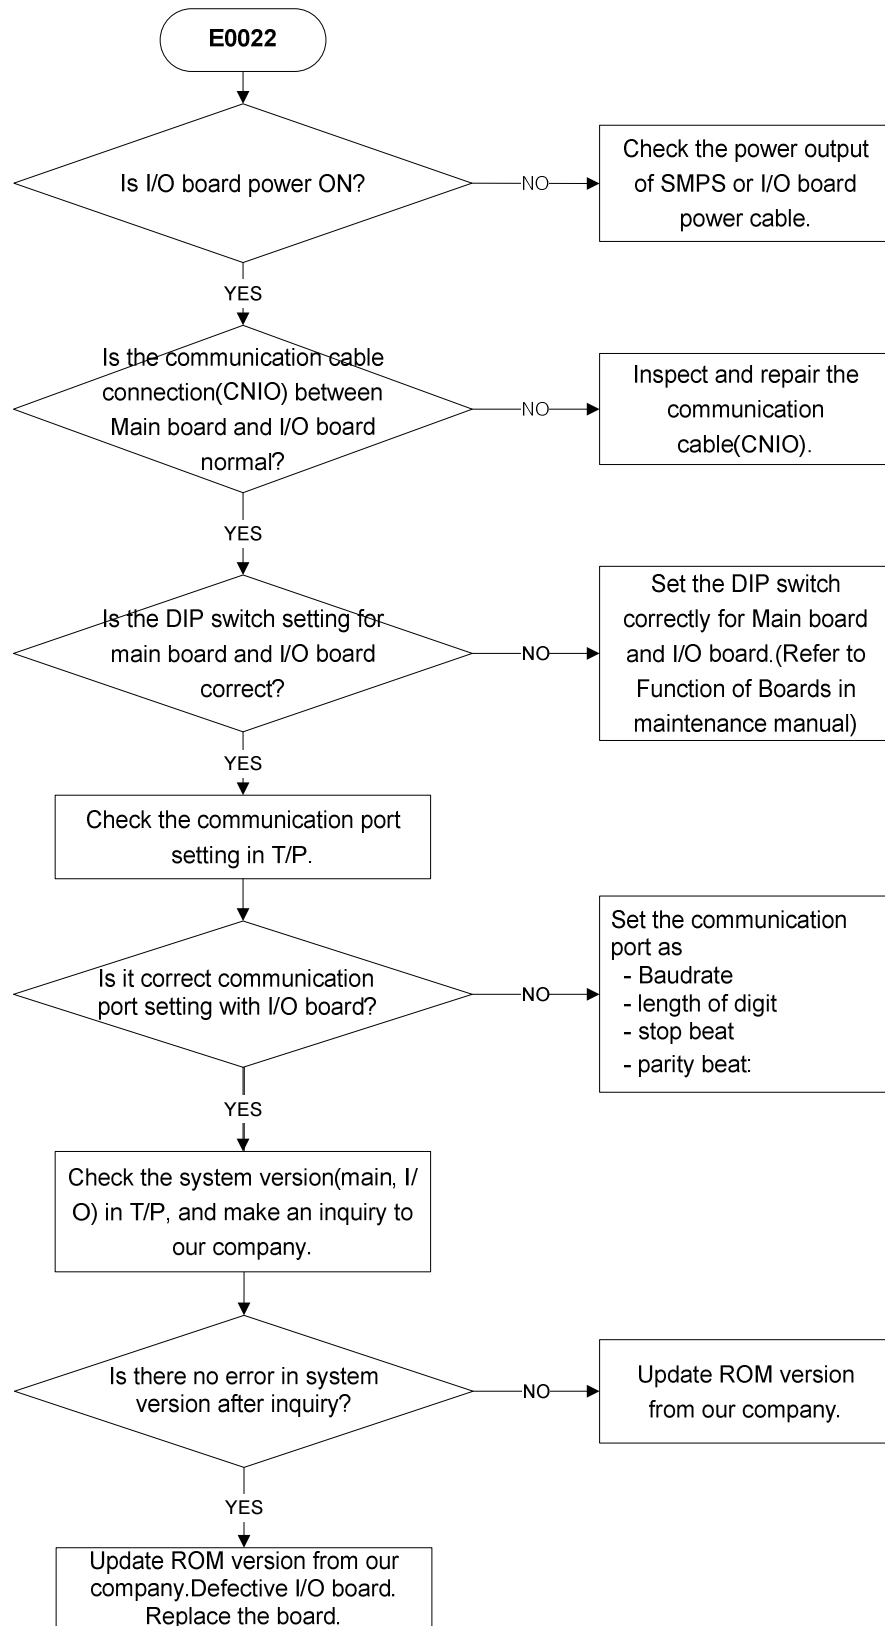 E0022
Is I/O board power ON?
NO
Check the power output
of SMPS or I/O board
power cable.
YES
Is the communication cable
connection(CNIO) between
Main board and I/O board
normal?
NO
Inspect and repair the
communication
cable(CNIO).
YES
Is the DIP switch setting for
main board and I/O board
correct?
NO
Set the DIP switch
correctly for Main board
and I/O board.(Refer to
Function of Boards in
maintenance manual)
YES
Check the communication port
setting in T/P.
Is it correct communication
port setting with I/O board?
NO
Set the communication
port as
- Baudrate
- length of digit
- stop beat
- parity beat:
YES
Check the system version(main, I/
O) in T/P, and make an inquiry to
our company.
Is there no error in system
version after inquiry?
NO
Update ROM version
from our company.
YES
Update ROM version from our
company.Defective I/O board.
Replace the board.